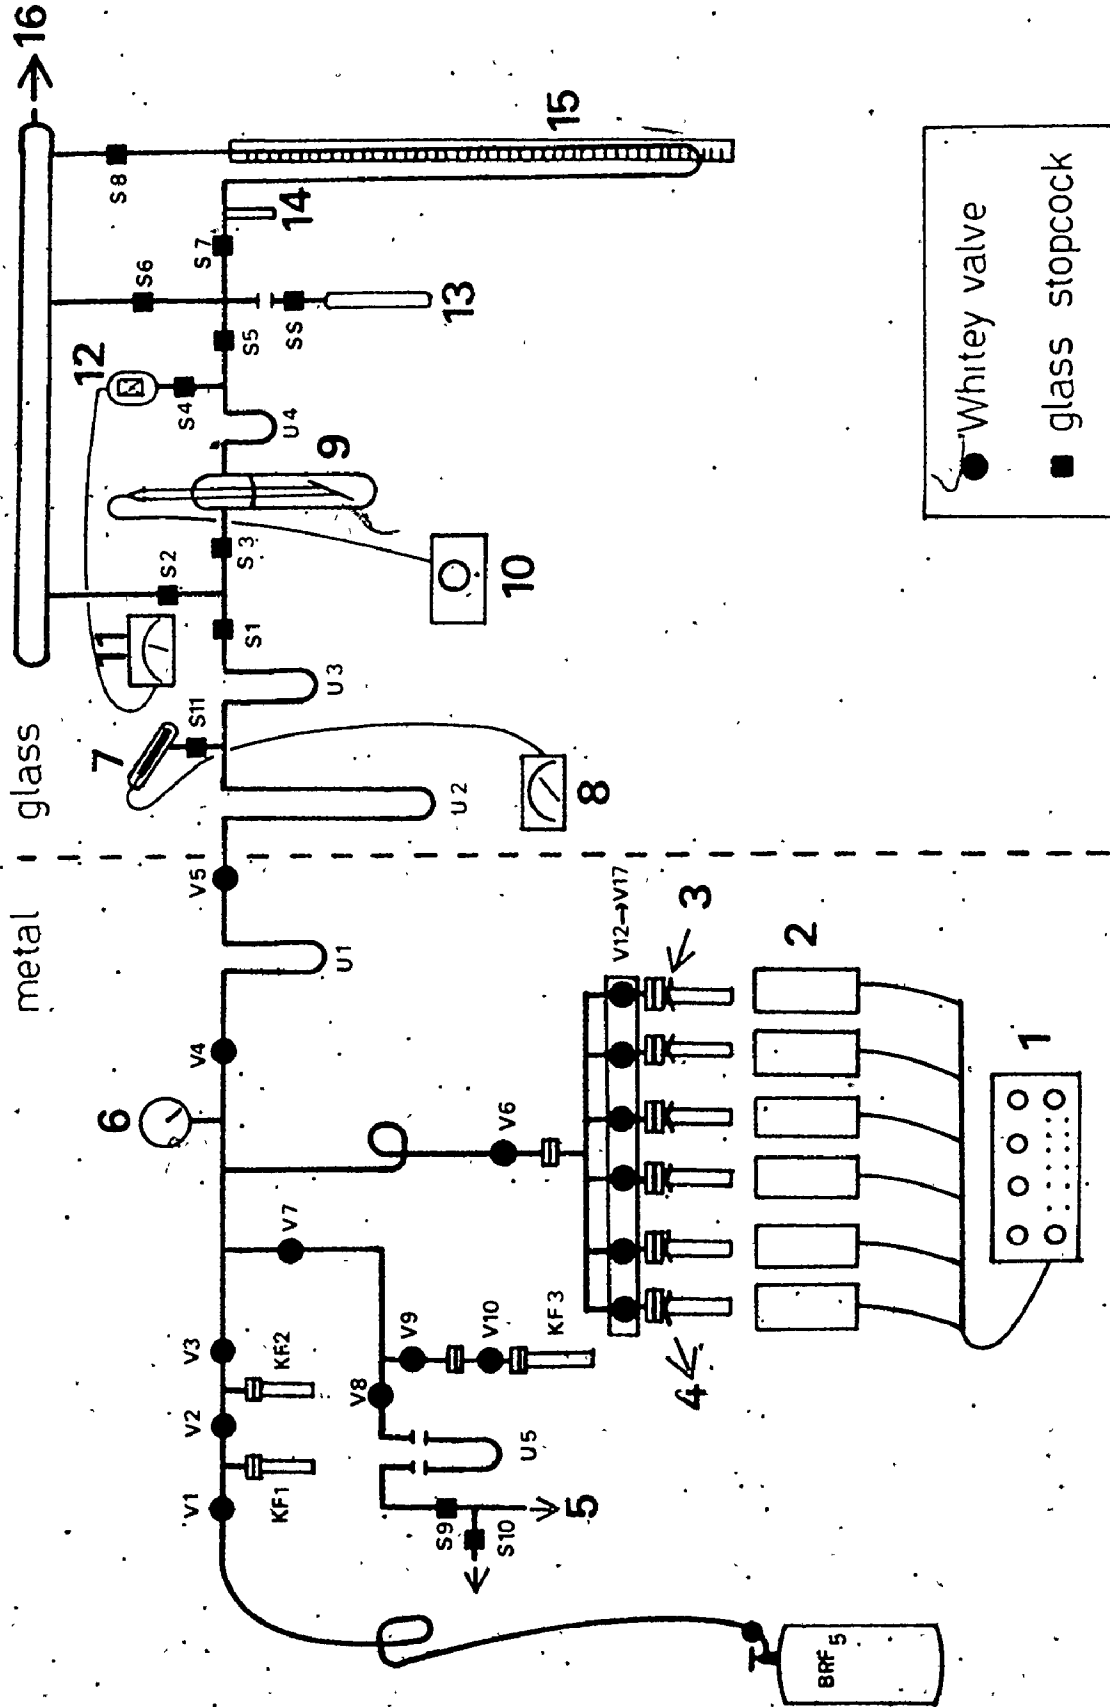 metal | glass
16
S8
15
14
S7
S6
SS
13
S5
12
S4
U4
9
S2
S3
10
11
S1
U3
S11
7
8
U2
V5
U1
V4
6
V12→V17
3
2
V6
1
V7
V9
V10
KF3
4
V3
KF2
V2
V8
U5
V1
KF1
S9
S10
5
BRF5
Whitey valve
glass stopcock